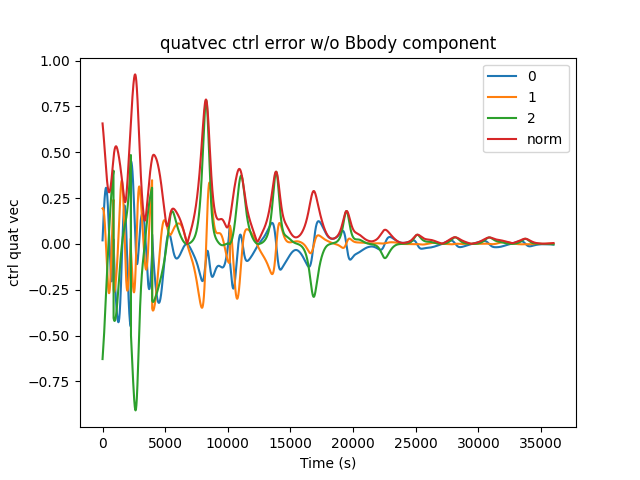 quatvec ctrl error w/o Bbody component
1.00
0.75
0.50
0.25
0.00
−0.25
−0.50
−0.75
ctrl quat vec
0
1
2
norm
0 5000 10000 15000 20000 25000 30000 35000
Time (s)